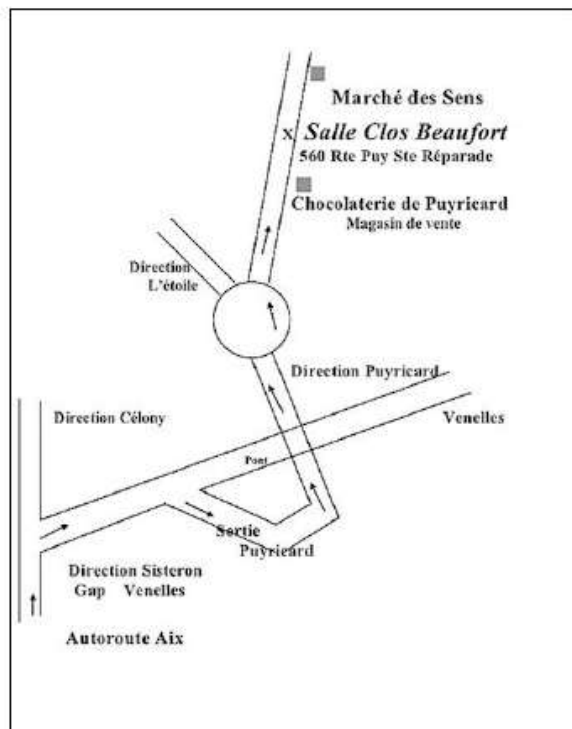 Marché des Sens
X Salle Clos Beaufort
560 Rte Puy Ste Réparade
Chocolaterie de Puyricard
Magasin de vente
Direction
L'étoile
Direction Puyricard
Direction Célony
Venelles
Pont
Sortie
Puyricard
Direction Sisteron
Gap Venelles
Autoroute Aix